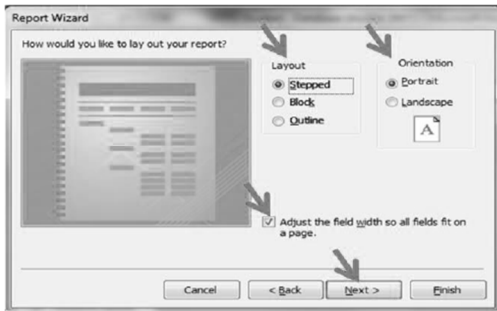 Report Wizard
How would you like to lay out your report?
Layout
Stepped
Block
Outline
Orientation
Portrait
Landscape
A
Adjust the field width so all fields fit on
a page.
Cancel
< Back
Next >
Finish